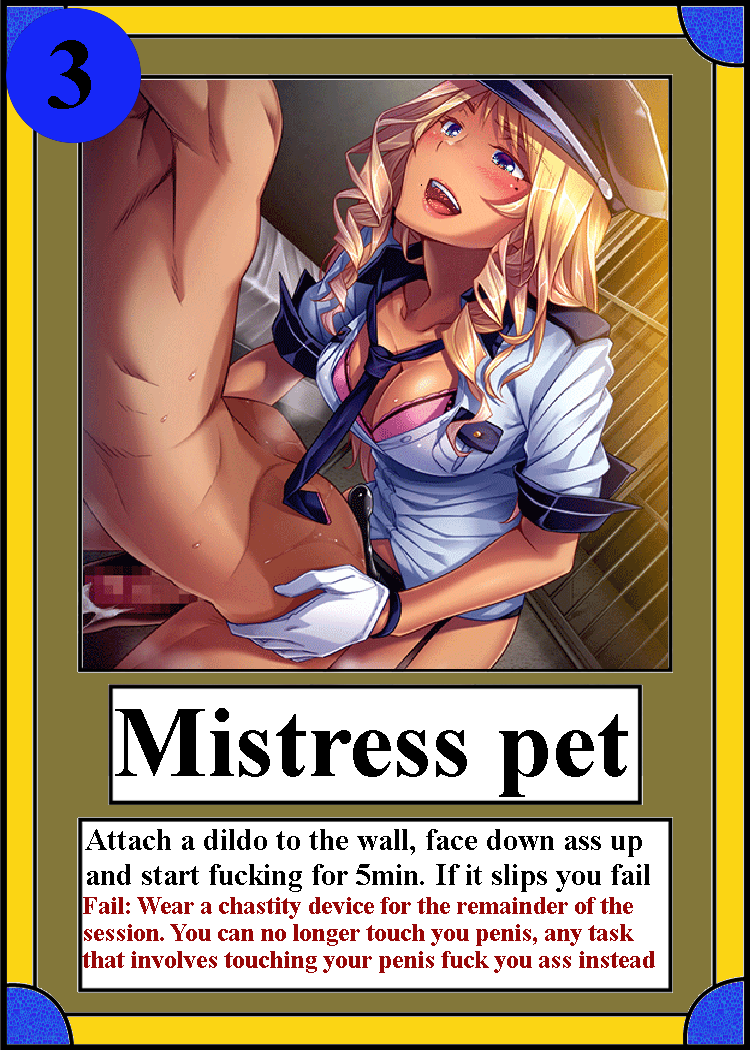 3
Mistress pet
Attach a dildo to the wall, face down ass up
and start fucking for 5min. If it slips you fail
Fail: Wear a chastity device for the remainder of the
session. You can no longer touch you penis, any task
that involves touching your penis fuck you ass instead